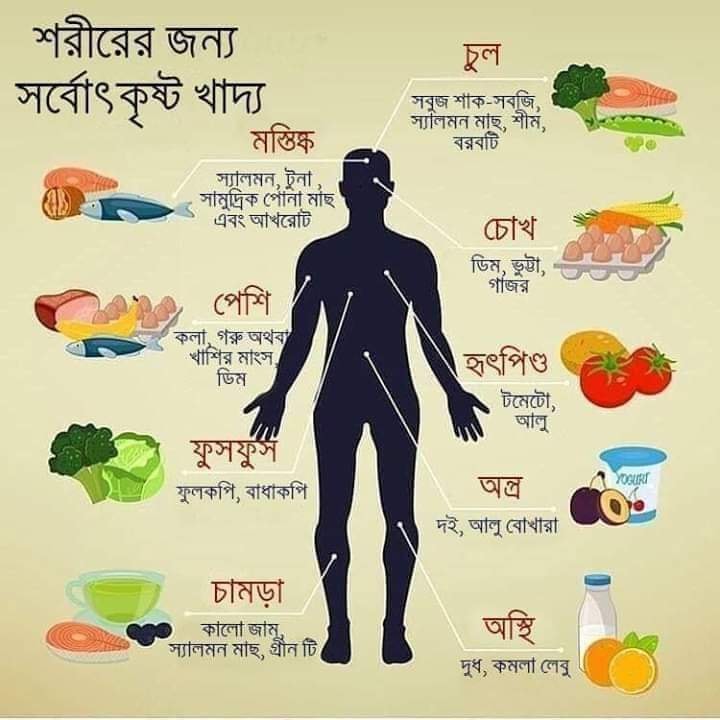 শরীরের জন্য
সর্বোৎকৃষ্ট খাদ্য
চুল
সবুজ শাক-সবজি,
স্যালমন মাছ, শীম,
বরবটি
মস্তিষ্ক
স্যালমন, টুনা,
সামুদ্রিক পোনা মাছ
এবং আখরোট
চোখ
ডিম, ভুট্টা,
গাজর
পেশি
কলা, গরু অথবা
খাশির মাংস,
ডিম
হৃৎপিণ্ড
টমেটো,
আলু
ফুসফুস
ফুলকপি, বাধাকপি
অন্ত্র
দই, আলু বোখারা
YOGURT
চামড়া
কালো জাম,
স্যালমন মাছ, গ্রীন টি
অস্থি
দুধ, কমলা লেবু